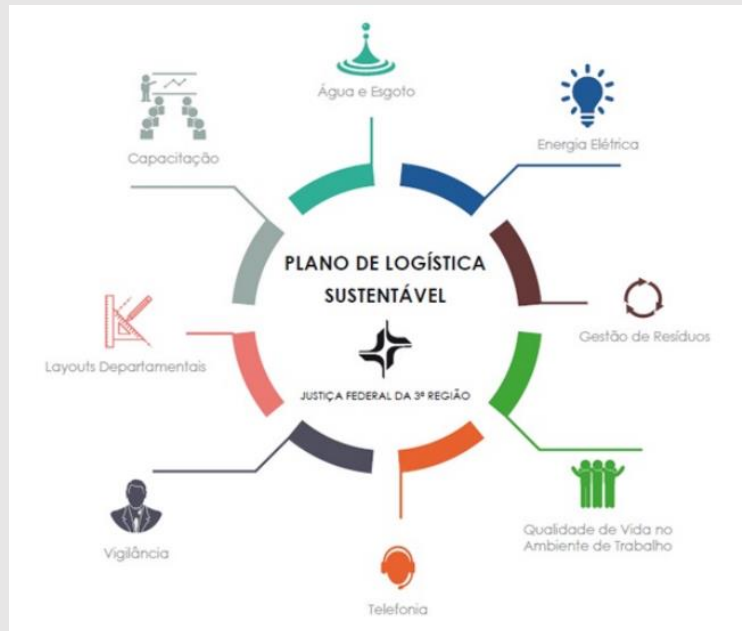 Água e Esgoto
Energia Elétrica
Capacitação
PLANO DE LOGÍSTICA
SUSTENTÁVEL
JUSTIÇA FEDERAL DA 3ª REGIÃO
Gestão de Resíduos
Layouts Departamentais
Qualidade de Vida no
Ambiente de Trabalho
Vigilância
Telefonia